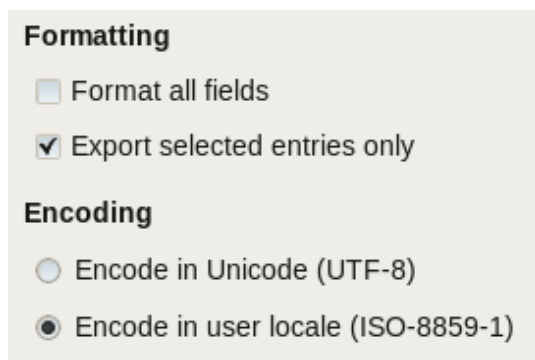 Formatting
Format all fields
Export selected entries only
Encoding
Encode in Unicode (UTF-8)
Encode in user locale (ISO-8859-1)